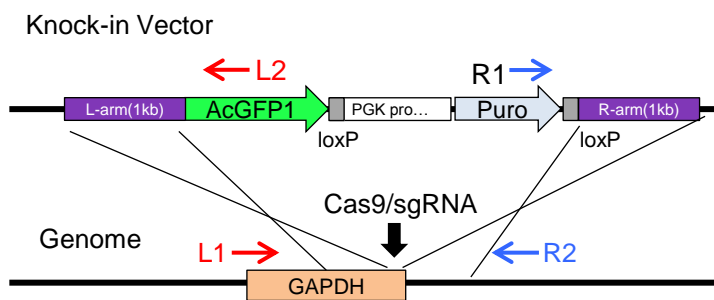 Knock-in Vector
L2 R1
L-arm(1kb) AcGFP1 PGK pro... Puro R-arm(1kb)
loxP loxP
Cas9/sgRNA
Genome
L1 R2
GAPDH